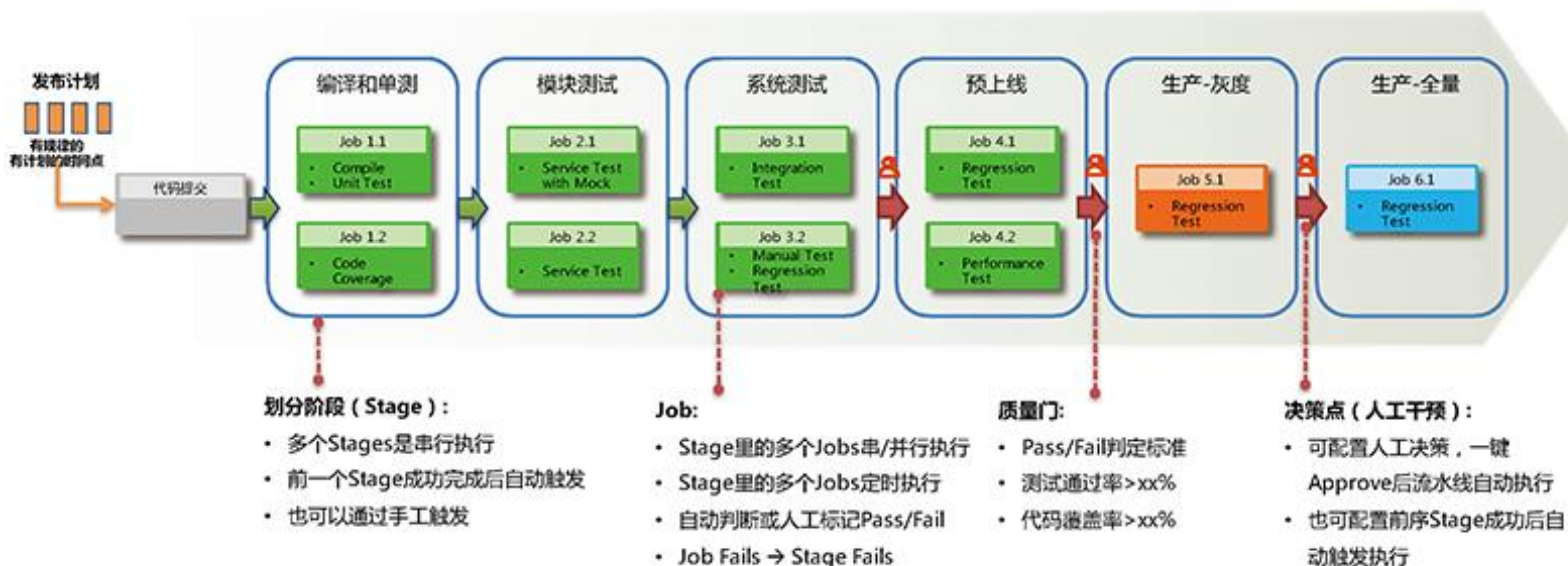 发布计划
有规律的
有计划的时间点
代码提交
编译和单测
Job 1.1
• Compile
• Unit Test
Job 1.2
• Code
Coverage
模块测试
Job 2.1
• Service Test
with Mock
Job 2.2
• Service Test
系统测试
Job 3.1
• Integration
Test
Job 3.2
• Manual Test
• Regression
Test
预上线
Job 4.1
• Regression
Test
Job 4.2
• Performance
Test
生产-灰度
Job 5.1
• Regression
Test
生产-全量
Job 6.1
• Regression
Test
划分阶段（Stage）:
• 多个Stages是串行执行
• 前一个Stage成功完成后自动触发
• 也可以通过手工触发
Job:
• Stage里的多个Jobs串/并行执行
• Stage里的多个Jobs定时执行
• 自动判断或人工标记Pass/Fail
• Job Fails → Stage Fails
质量门:
• Pass/Fail判定标准
• 测试通过率>xx%
• 代码覆盖率>xx%
决策点（人工干预）:
• 可配置人工决策，一键
Approve后流水线自动执行
• 也可配置前序Stage成功后自
动触发执行